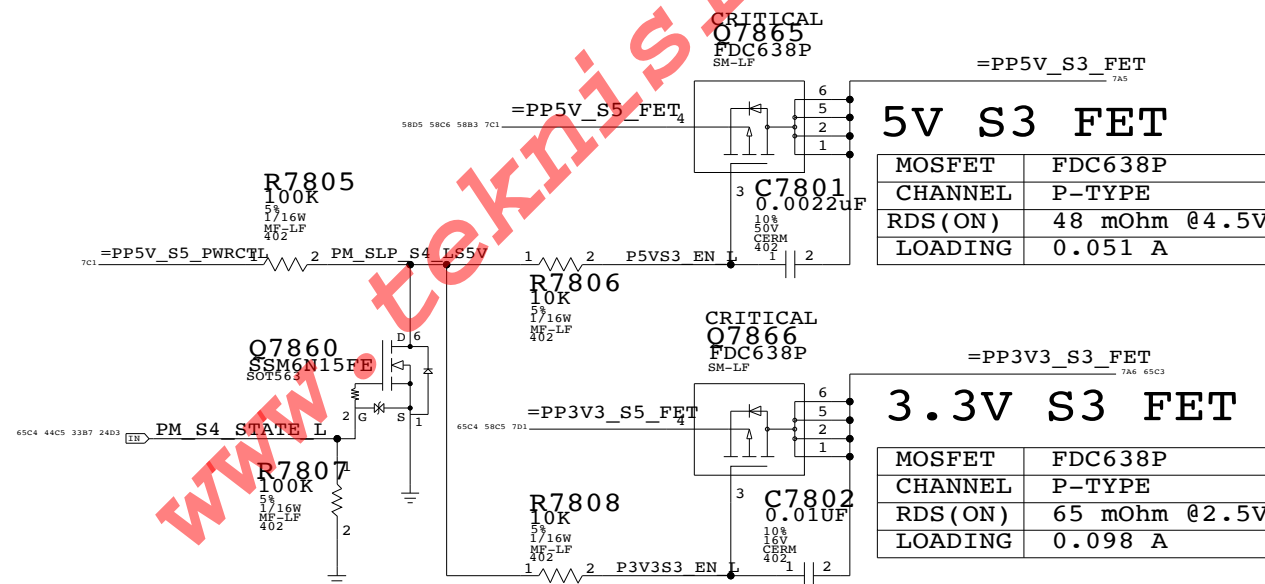 CRITICAL
Q7865
FDC638P
SM-LF
=PP5V_S3_FET
7A5
=PP5V_S5_FET
58D5 58C6 58B3 7C1
4
6
5
2
1
3
5V S3 FET
MOSFET FDC638P
CHANNEL P-TYPE
RDS(ON) 48 mOhm @4.5V
LOADING 0.051 A
C7801
0.0022uF
10%
50V
CERM
402
1 2
R7805
100K
5%
1/16W
MF-LF
402
7C1 =PP5V_S5_PWRCTL 1 2 PM_SLP_S4_LS5V
1 2 P5VS3_EN_L
R7806
10K
5%
1/16W
MF-LF
402
Q7860
SSM6N15FE
SOT563
D 6
2 G S 1
65C4 44C5 33B7 24D3 IN PM_S4_STATE_L
R7807
100K
5%
1/16W
MF-LF
402
1
2
CRITICAL
Q7866
FDC638P
SM-LF
=PP3V3_S3_FET
7A6 65C3
=PP3V3_S5_FET
65C4 58C5 7D1
4
6
5
2
1
3
3.3V S3 FET
MOSFET FDC638P
CHANNEL P-TYPE
RDS(ON) 65 mOhm @2.5V
LOADING 0.098 A
C7802
0.01UF
10%
16V
CERM
402
1 2
R7808
10K
5%
1/16W
MF-LF
402
1 2 P3V3S3_EN_L
www.teknis